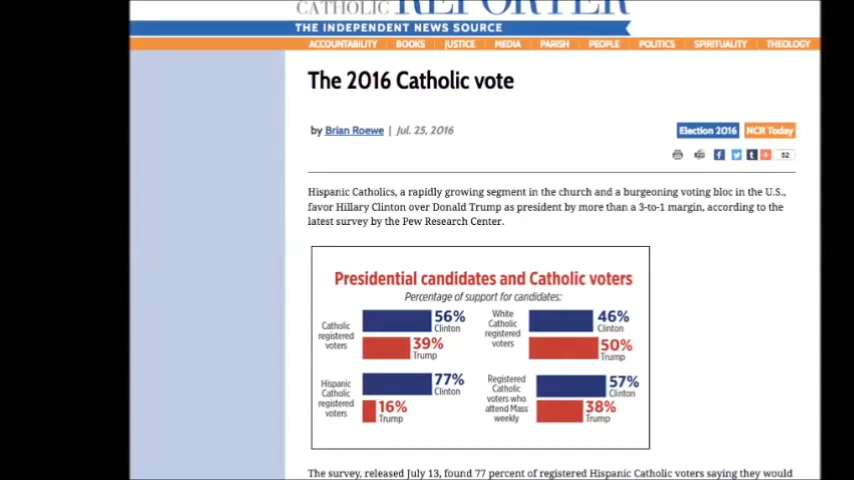 CATHOLIC REPORTER
THE INDEPENDENT NEWS SOURCE
ACCOUNTABILITY | BOOKS | JUSTICE | MEDIA | PARISH | PEOPLE | POLITICS | SPIRITUALITY | THEOLOGY
The 2016 Catholic vote
by Brian Roewe | Jul. 25, 2016
Election 2016 NCR Today
52
Hispanic Catholics, a rapidly growing segment in the church and a burgeoning voting bloc in the U.S.,
favor Hillary Clinton over Donald Trump as president by more than a 3-to-1 margin, according to the
latest survey by the Pew Research Center.
Presidential candidates and Catholic voters
Percentage of support for candidates:
Catholic
registered
voters
56%
Clinton
39%
Trump
White
Catholic
registered
voters
46%
Clinton
50%
Trump
Hispanic
Catholic
registered
voters
77%
Clinton
16%
Trump
Registered
Catholic
voters who
attend Mass
weekly
57%
Clinton
38%
Trump
The survey, released July 13, found 77 percent of registered Hispanic Catholic voters saying they would